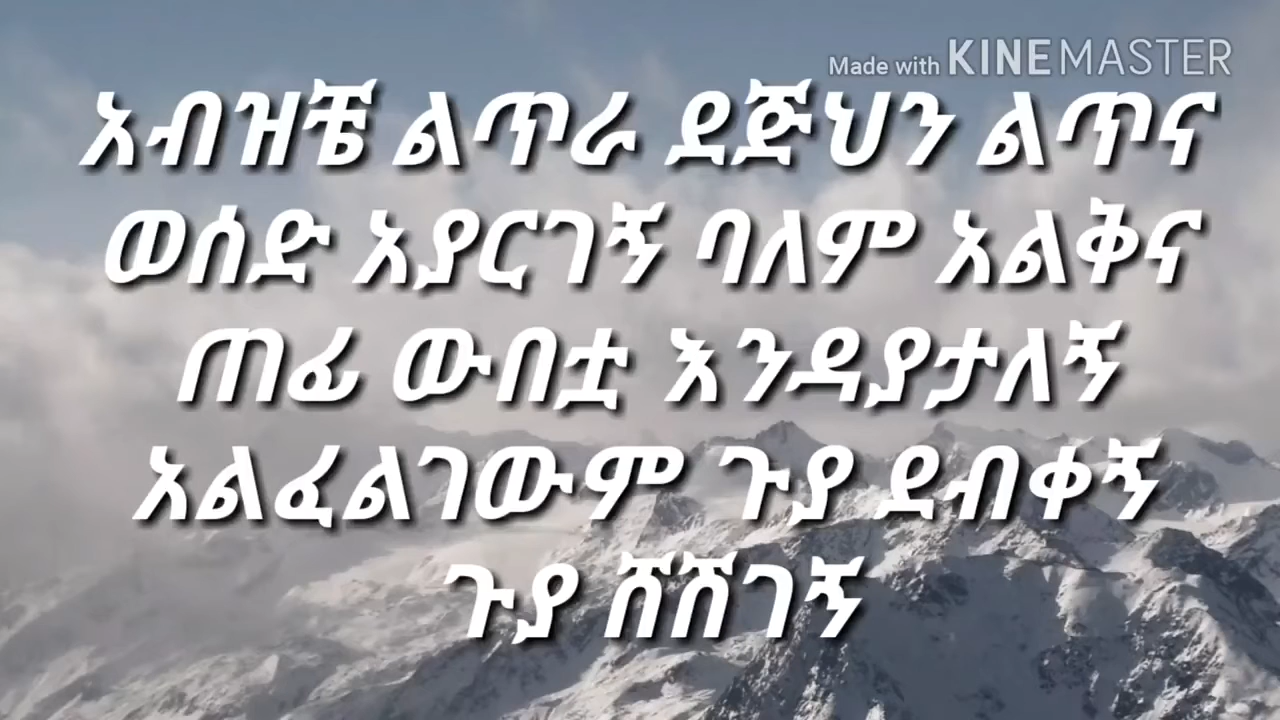 Made with KINEMASTER
አብዝቼ ልጥራ ደጅህን ልጥና
ወሰድ አያርገኝ ባለም አልቅና
ጠፊ ውበቷ እንዳያታለኝ
አልፈልገውም ጉያ ደብቀኝ
ጉያ ሸሽገኝ